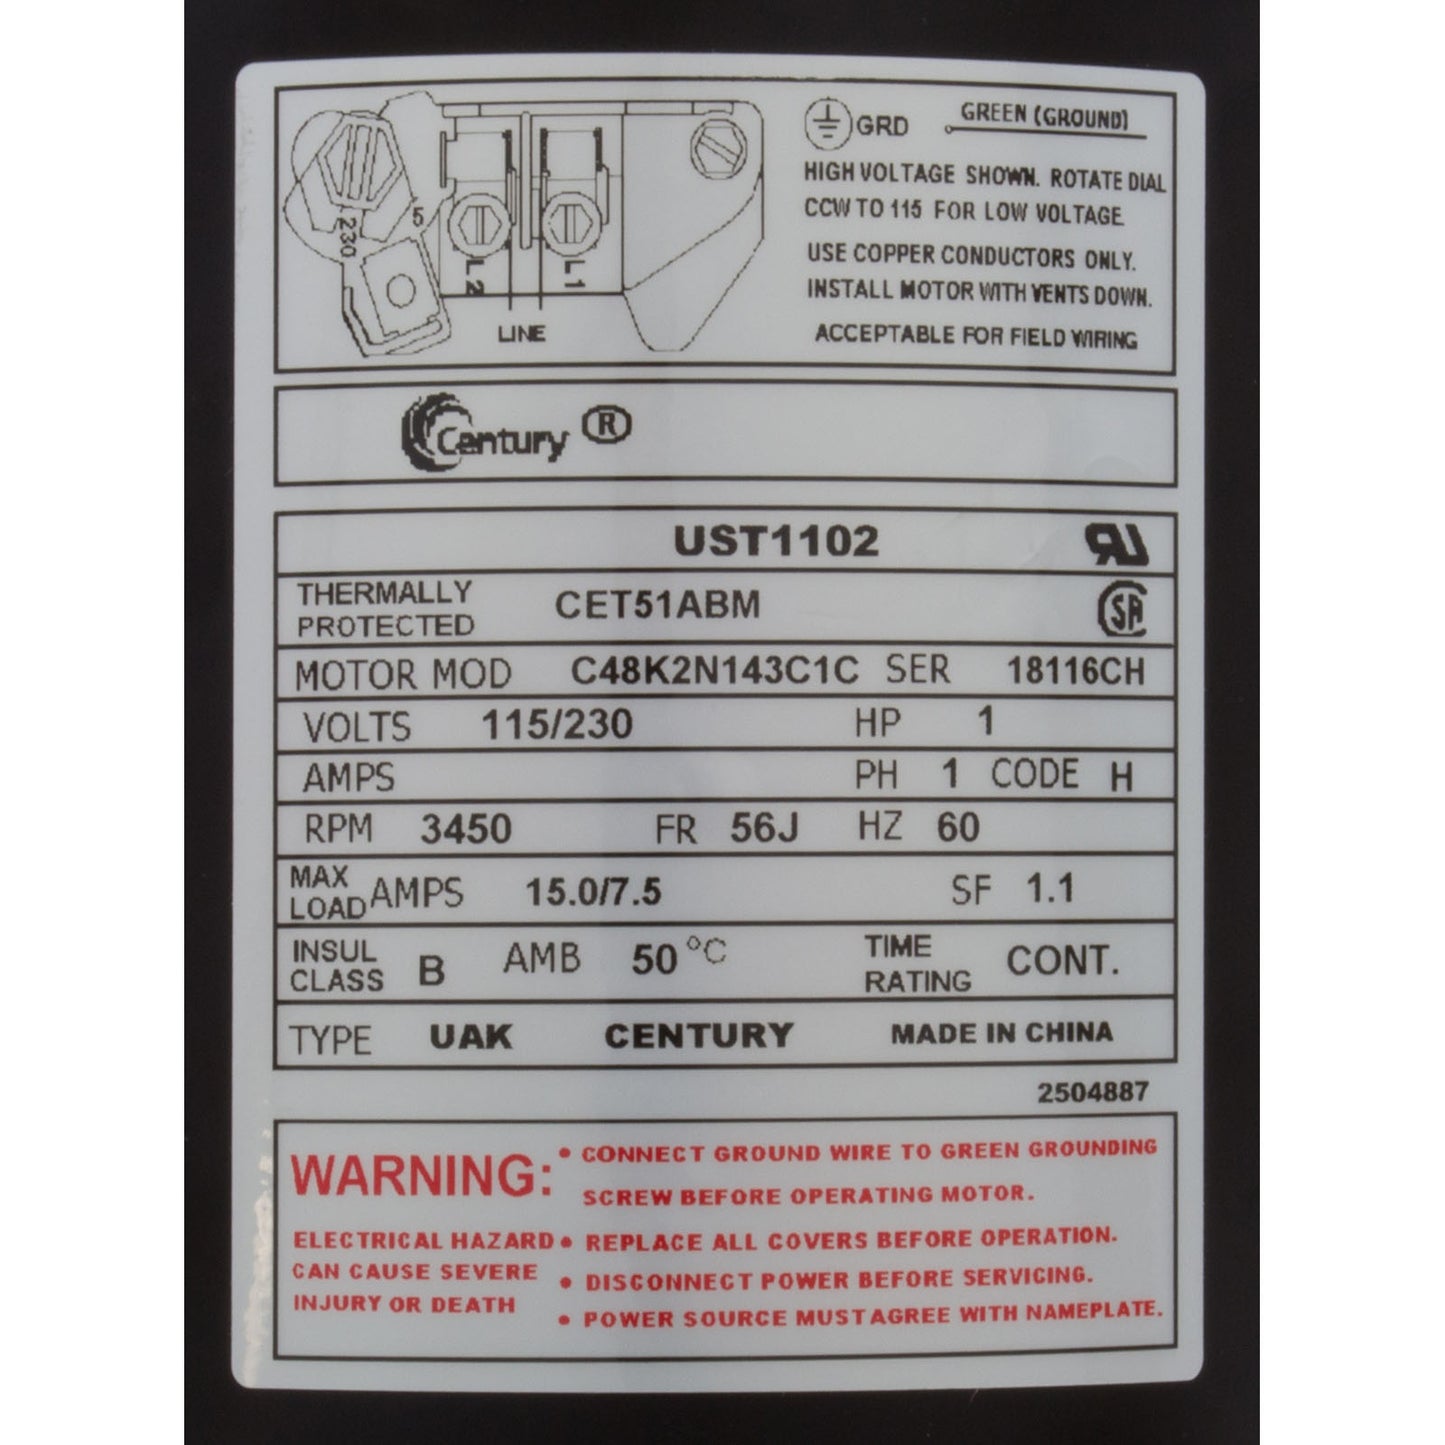 GRD GREEN (GROUND)
HIGH VOLTAGE SHOWN. ROTATE DIAL
CCW TO 115 FOR LOW VOLTAGE
USE COPPER CONDUCTORS ONLY.
INSTALL MOTOR WITH VENTS DOWN.
ACCEPTABLE FOR FIELD WIRING
5
230
L2 L1
LINE
Century ®
UST1102 UR
THERMALLY
PROTECTED CET51ABM SA
MOTOR MOD C48K2N143C1C SER 18116CH
VOLTS 115/230 HP 1
AMPS PH 1 CODE H
RPM 3450 FR 56J HZ 60
MAX
LOAD AMPS 15.0/7.5 SF 1.1
INSUL
CLASS B AMB 50 °C TIME
RATING CONT.
TYPE UAK CENTURY MADE IN CHINA
2504887
WARNING:
ELECTRICAL HAZARD
CAN CAUSE SEVERE
INJURY OR DEATH
• CONNECT GROUND WIRE TO GREEN GROUNDING
SCREW BEFORE OPERATING MOTOR.
• REPLACE ALL COVERS BEFORE OPERATION.
• DISCONNECT POWER BEFORE SERVICING.
• POWER SOURCE MUST AGREE WITH NAMEPLATE.